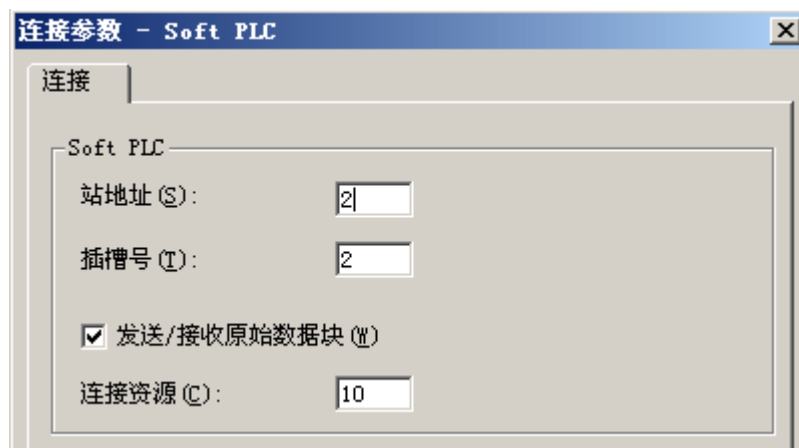 连接参数 - Soft PLC
连接
Soft PLC
站地址(S): 2
插槽号(T): 2
发送/接收原始数据块(W)
连接资源(C): 10